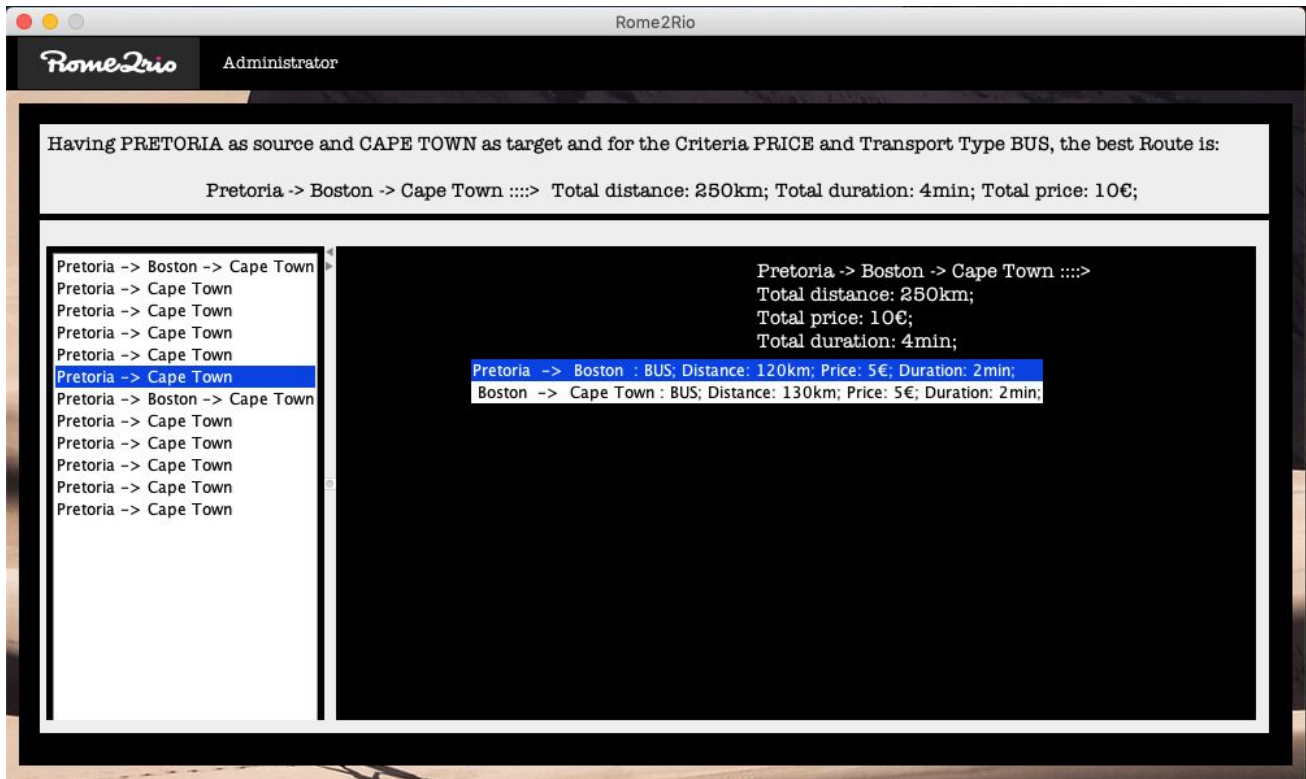 Rome2Rio
Rome2rio Administrator
Having PRETORIA as source and CAPE TOWN as target and for the Criteria PRICE and Transport Type BUS, the best Route is:
Pretoria -> Boston -> Cape Town ::::> Total distance: 250km; Total duration: 4min; Total price: 10€;
Pretoria -> Boston -> Cape Town
Pretoria -> Cape Town
Pretoria -> Cape Town
Pretoria -> Cape Town
Pretoria -> Cape Town
Pretoria -> Cape Town
Pretoria -> Boston -> Cape Town
Pretoria -> Cape Town
Pretoria -> Cape Town
Pretoria -> Cape Town
Pretoria -> Cape Town
Pretoria -> Cape Town
Pretoria -> Boston -> Cape Town ::::>
Total distance: 250km;
Total price: 10€;
Total duration: 4min;
Pretoria -> Boston : BUS; Distance: 120km; Price: 5€; Duration: 2min;
Boston -> Cape Town : BUS; Distance: 130km; Price: 5€; Duration: 2min;